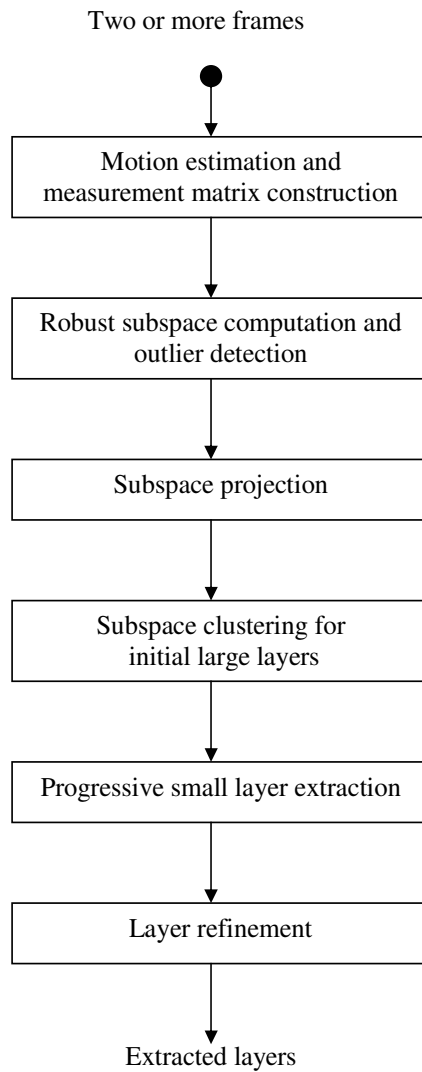 Two or more frames
Motion estimation and
measurement matrix construction
Robust subspace computation and
outlier detection
Subspace projection
Subspace clustering for
initial large layers
Progressive small layer extraction
Layer refinement
Extracted layers